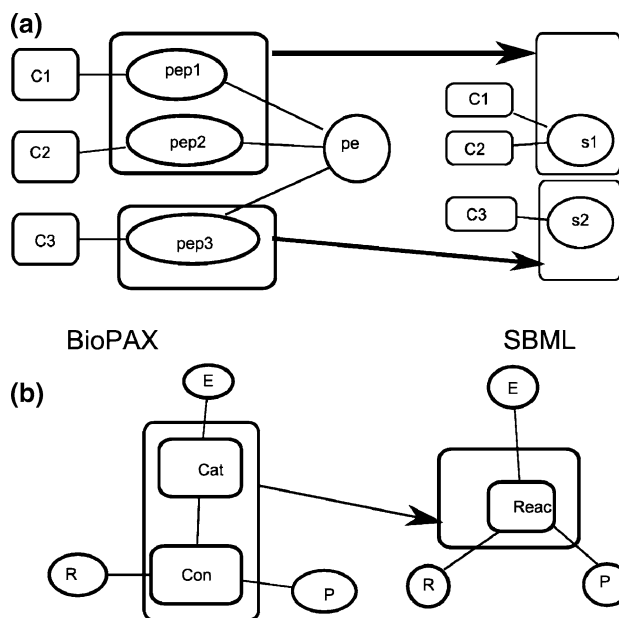 (a)
C1
pep1
C2
pep2
pe
C3
pep3
C1
C2
s1
C3
s2
BioPAX
SBML
(b)
E
Cat
R
Con
P
E
Reac
R
P